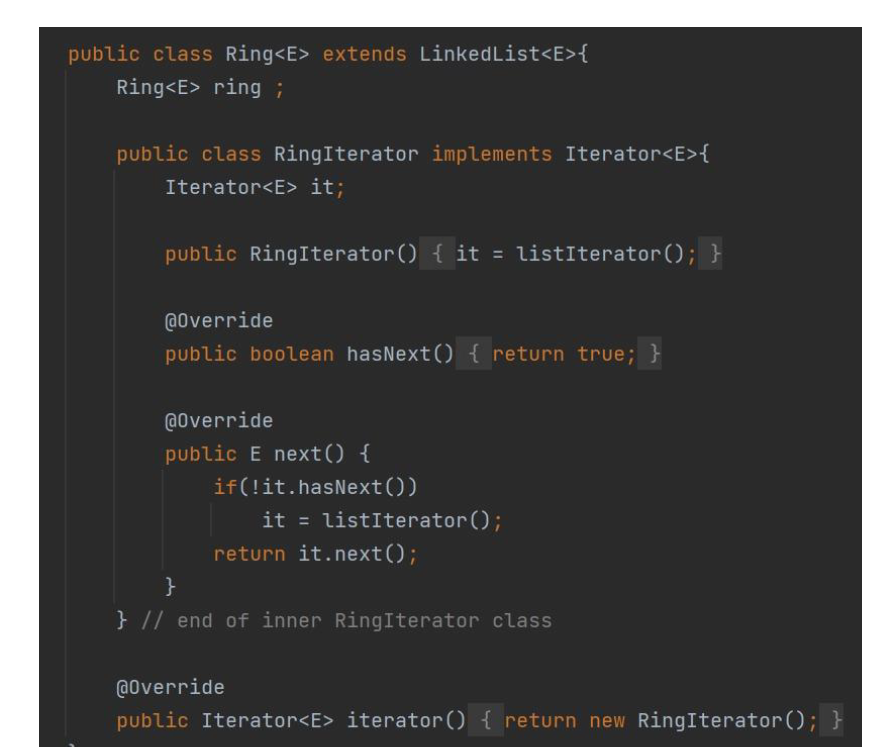 public class Ring<E> extends LinkedList<E>{
    Ring<E> ring ;

    public class RingIterator implements Iterator<E>{
        Iterator<E> it;

        public RingIterator() { it = listIterator(); }

        @Override
        public boolean hasNext() { return true; }

        @Override
        public E next() {
            if(!it.hasNext())
                it = listIterator();
            return it.next();
        }
    } // end of inner RingIterator class

    @Override
    public Iterator<E> iterator() { return new RingIterator(); }
}